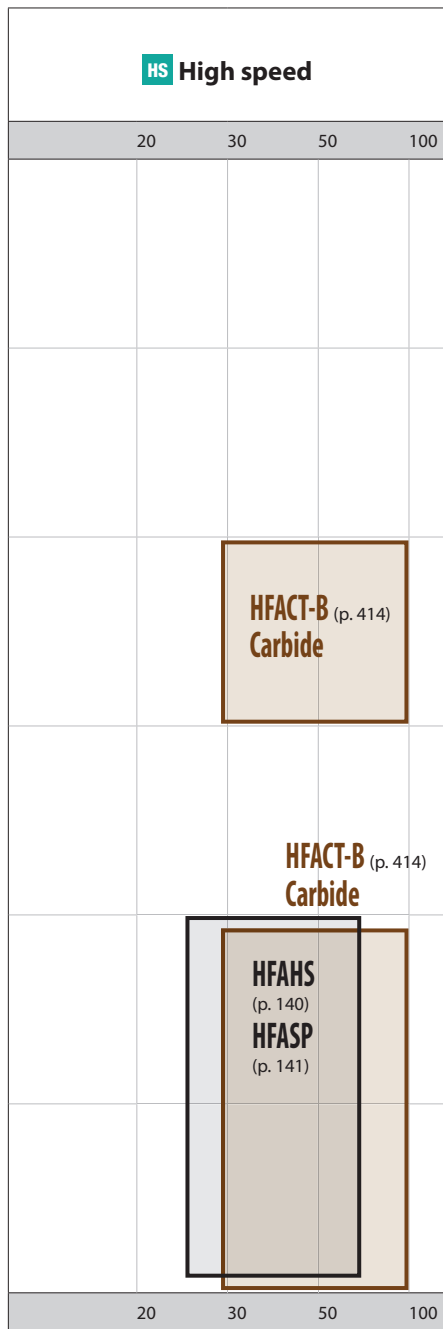 HS High speed
20 30 50 100
HFACT-B (p. 414)
Carbide
HFACT-B (p. 414)
Carbide
HFAHS
(p. 140)
HFASP
(p. 141)
20 30 50 100